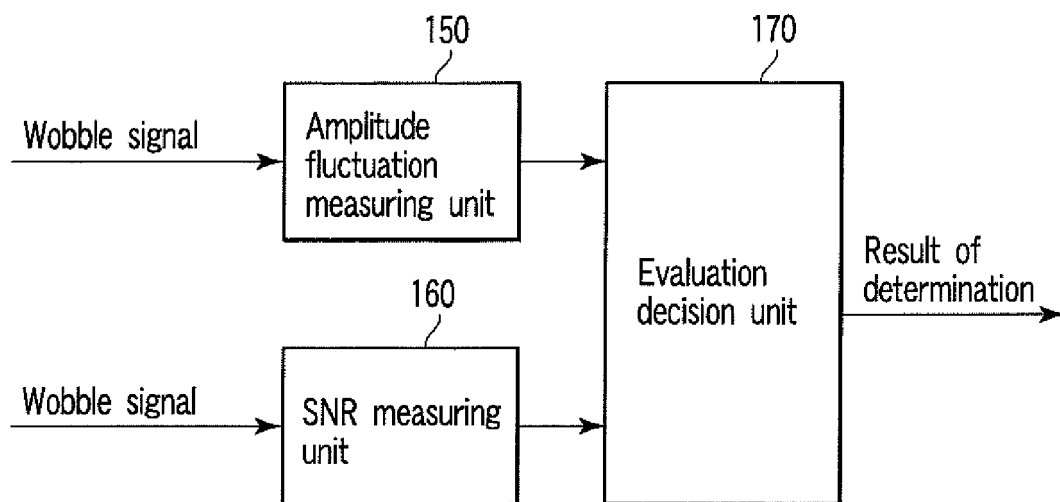 150
170
Wobble signal
Amplitude
fluctuation
measuring unit
Evaluation
decision unit
Result of
determination
160
Wobble signal
SNR measuring
unit